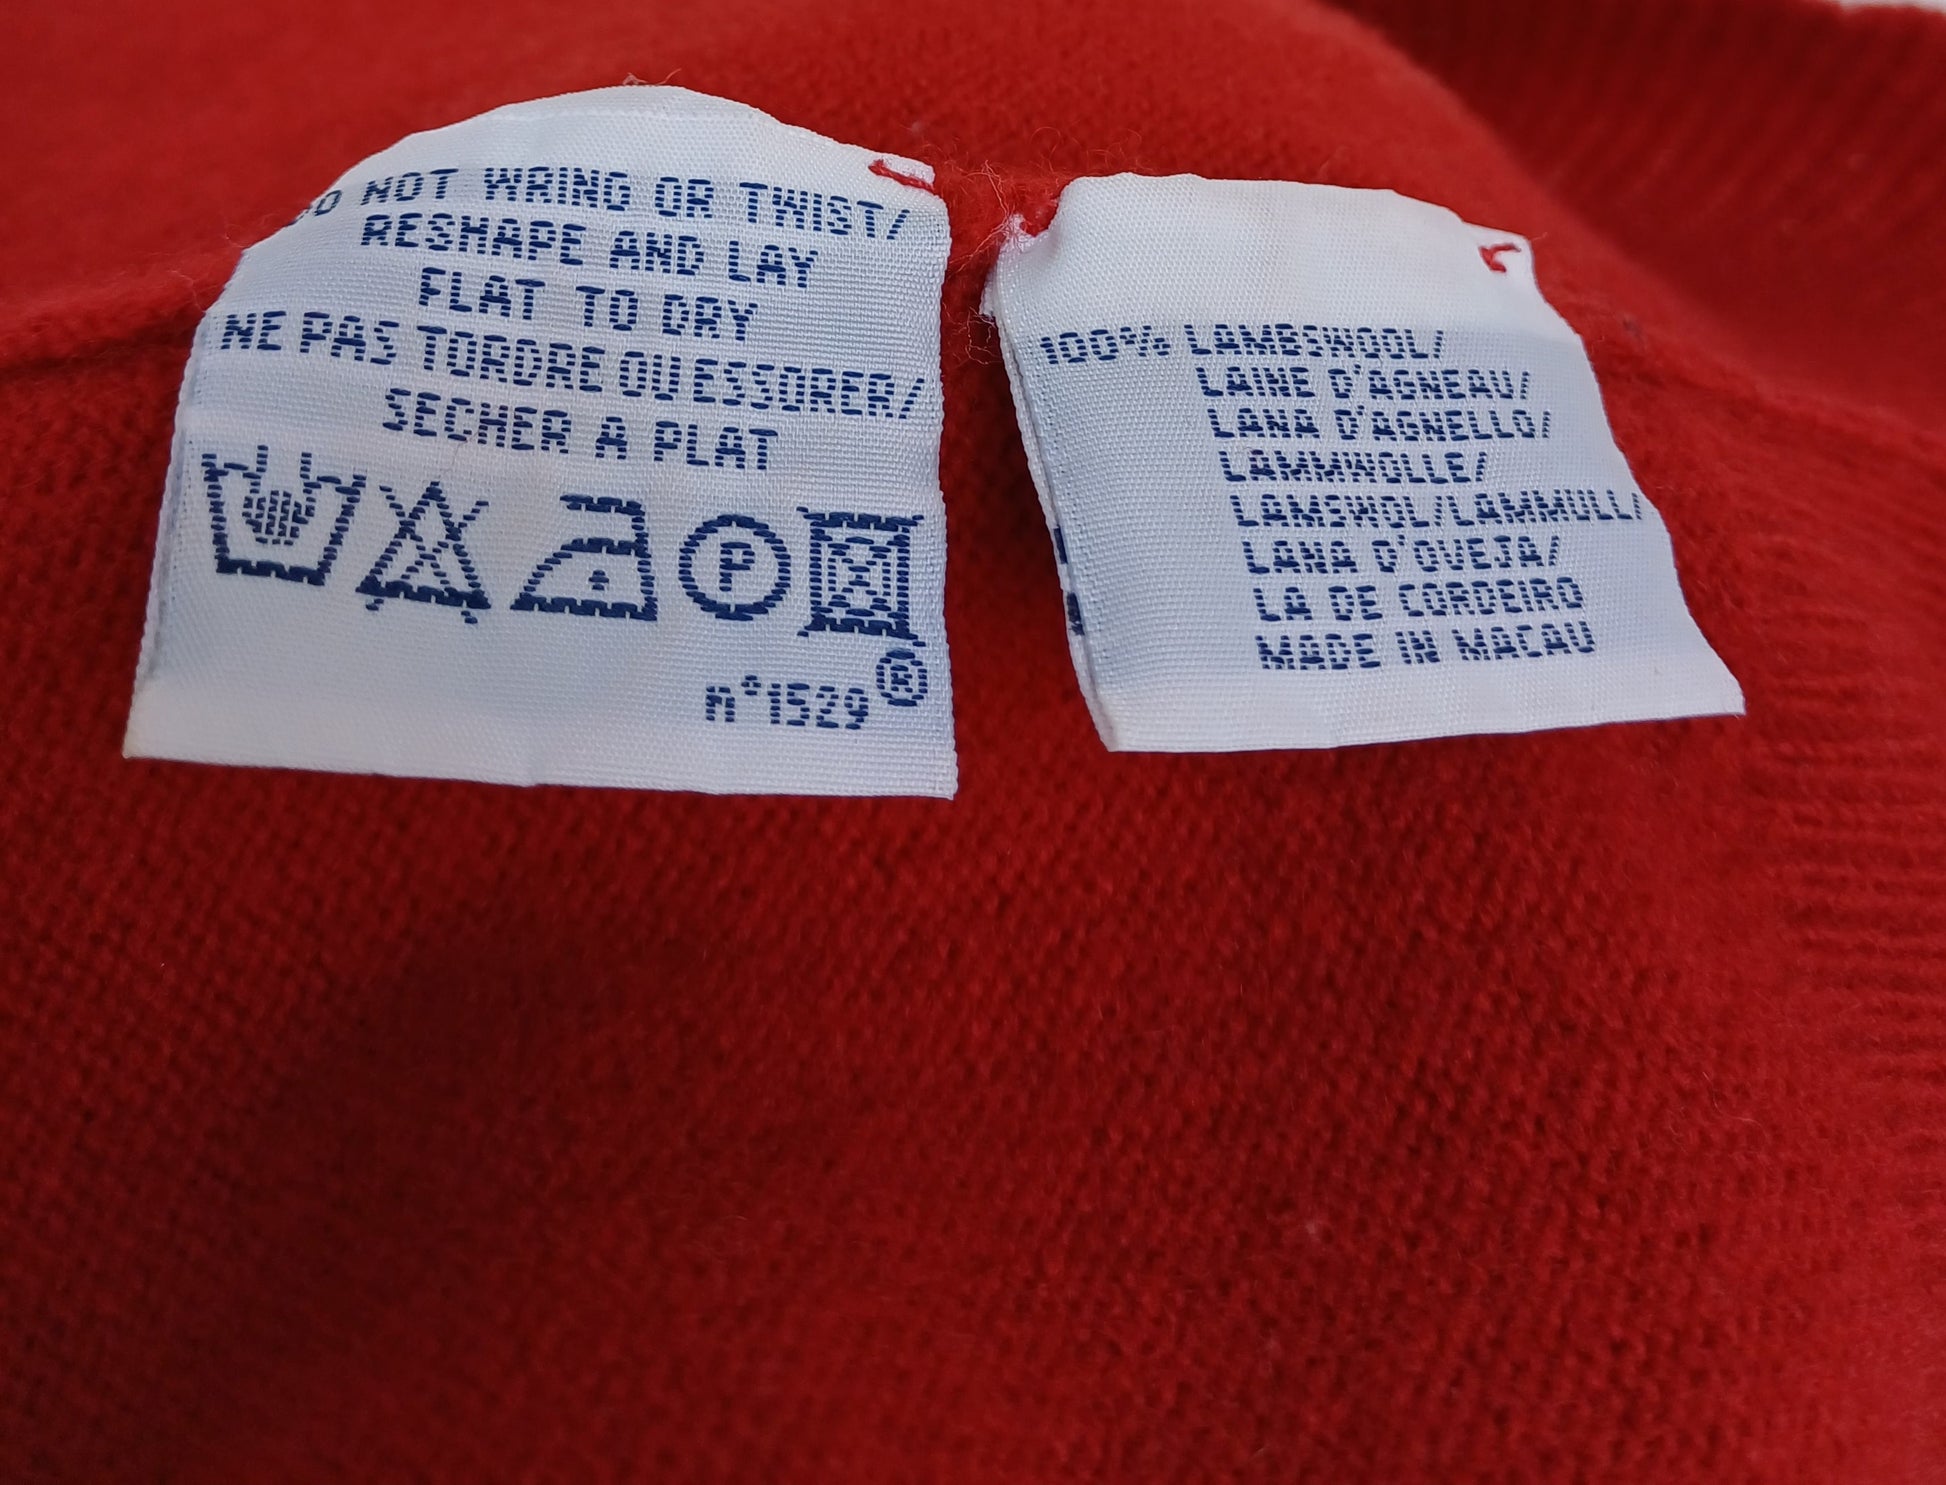 DO NOT WRING OR TWIST/
RESHAPE AND LAY
FLAT TO DRY
NE PAS TORDRE OU ESSORER/
SECHER A PLAT
P
n°1529®
100% LAMBSWOOL/
LAINE D'AGNEAU/
LANA D'AGNELLO/
LAMMWOLLE/
LAMSWOL/LAMMULL/
LANA D'OVEJA/
LA DE CORDEIRO
MADE IN MACAU